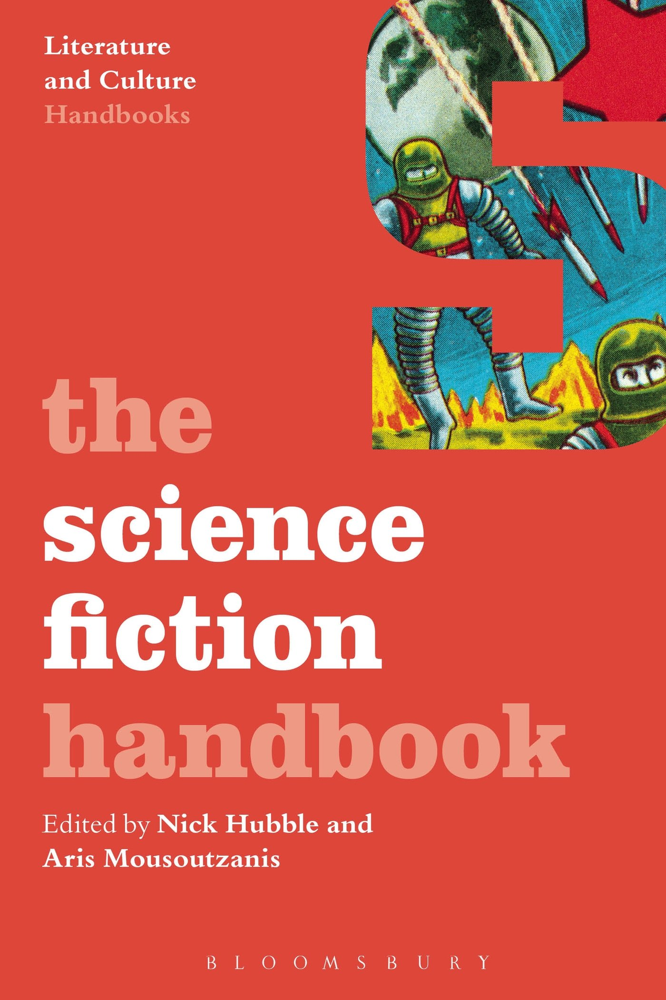 Literature
and Culture
Handbooks
the
science
fiction
handbook
Edited by Nick Hubble and
Aris Mousoutzanis
BLOOMSBURY